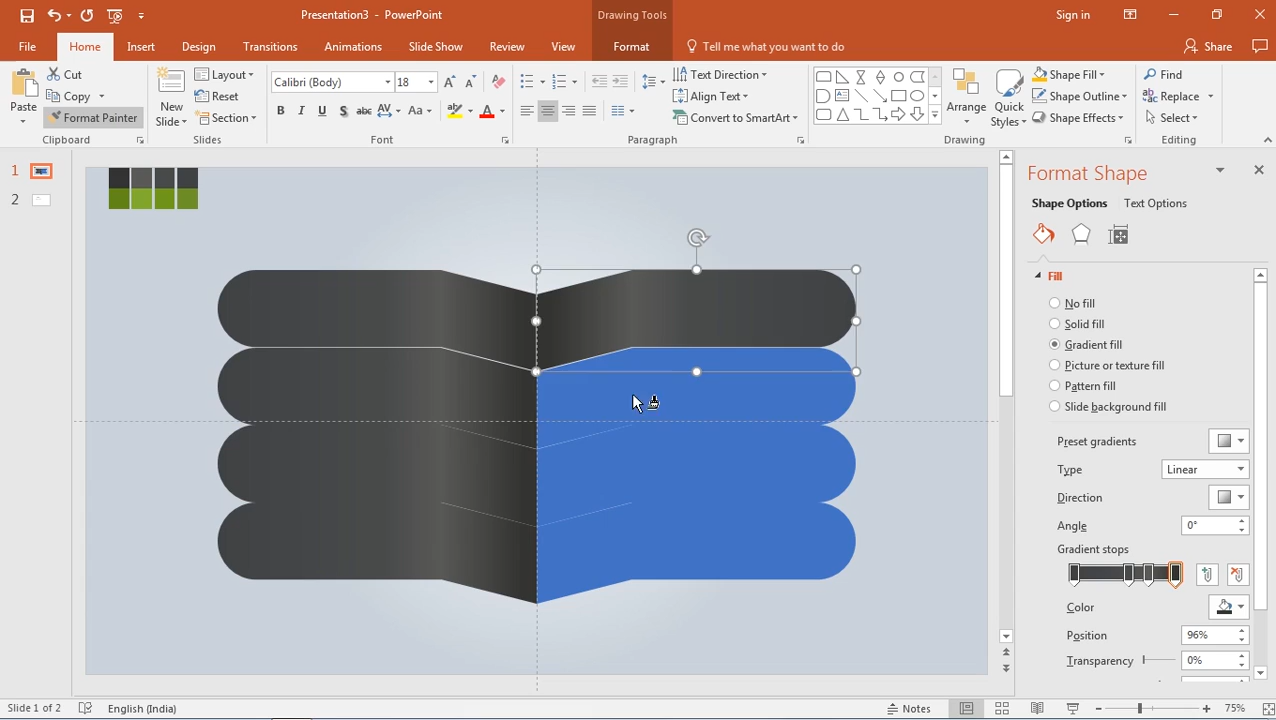 Presentation3 - PowerPoint
Drawing Tools
Sign in
File Home Insert Design Transitions Animations Slide Show Review View Format Tell me what you want to do Share
Paste
Cut
Copy
Format Painter
Clipboard
New Slide
Layout
Reset
Section
Slides
Calibri (Body) 18
B I U S abc AV Aa A
Font
Text Direction
Align Text
Convert to SmartArt
Paragraph
Arrange
Quick Styles
Shape Fill
Shape Outline
Shape Effects
Drawing
Find
Replace
Select
Editing
1
2
Format Shape
Shape Options Text Options
Fill
No fill
Solid fill
Gradient fill
Picture or texture fill
Pattern fill
Slide background fill
Preset gradients
Type Linear
Direction
Angle 0°
Gradient stops
Color
Position 96%
Transparency 0%
Slide 1 of 2 English (India) Notes 75%